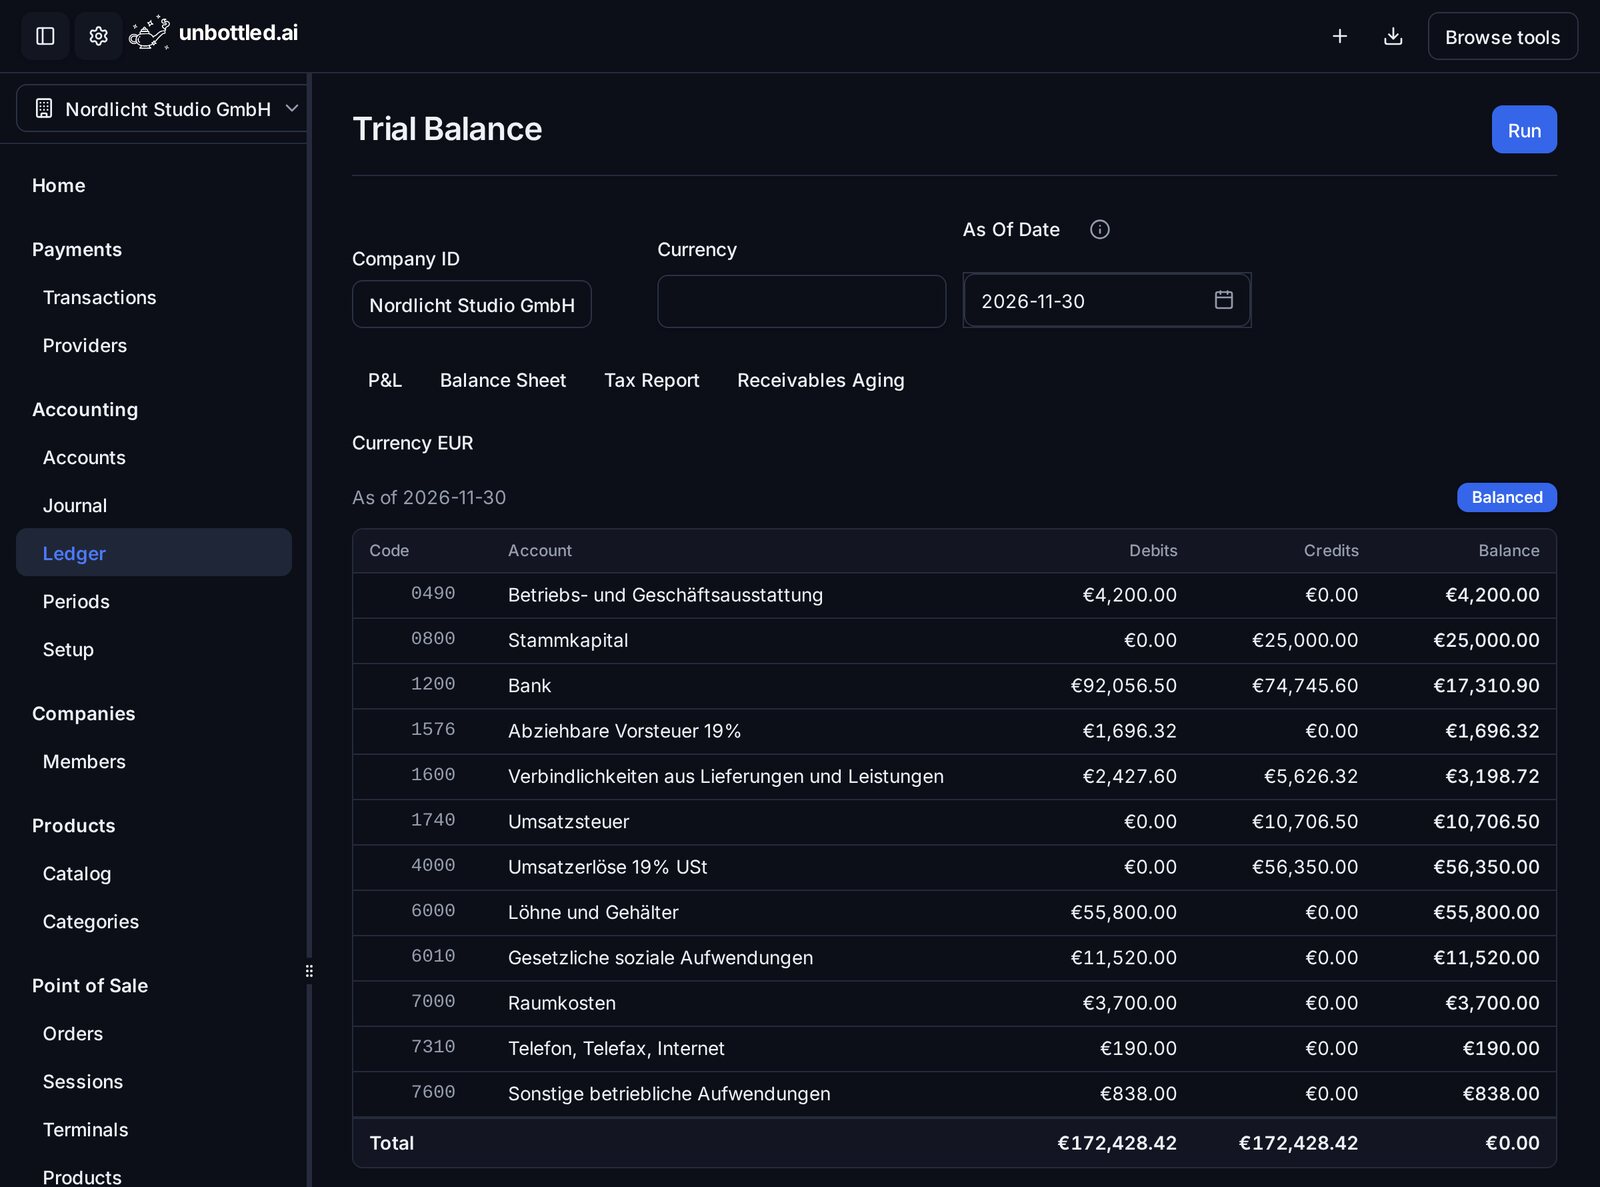 unbottled.ai
Browse tools
Nordlicht Studio GmbH
Home
Payments
Transactions
Providers
Accounting
Accounts
Journal
Ledger
Periods
Setup
Companies
Members
Products
Catalog
Categories
Point of Sale
Orders
Sessions
Terminals
Products
Trial Balance
Run
Company ID
Nordlicht Studio GmbH
Currency
As Of Date
2026-11-30
P&L Balance Sheet Tax Report Receivables Aging
Currency EUR
As of 2026-11-30
Balanced
Code Account Debits Credits Balance
0490 Betriebs- und Geschäftsausstattung €4,200.00 €0.00 €4,200.00
0800 Stammkapital €0.00 €25,000.00 €25,000.00
1200 Bank €92,056.50 €74,745.60 €17,310.90
1576 Abziehbare Vorsteuer 19% €1,696.32 €0.00 €1,696.32
1600 Verbindlichkeiten aus Lieferungen und Leistungen €2,427.60 €5,626.32 €3,198.72
1740 Umsatzsteuer €0.00 €10,706.50 €10,706.50
4000 Umsatzerlöse 19% USt €0.00 €56,350.00 €56,350.00
6000 Löhne und Gehälter €55,800.00 €0.00 €55,800.00
6010 Gesetzliche soziale Aufwendungen €11,520.00 €0.00 €11,520.00
7000 Raumkosten €3,700.00 €0.00 €3,700.00
7310 Telefon, Telefax, Internet €190.00 €0.00 €190.00
7600 Sonstige betriebliche Aufwendungen €838.00 €0.00 €838.00
Total €172,428.42 €172,428.42 €0.00